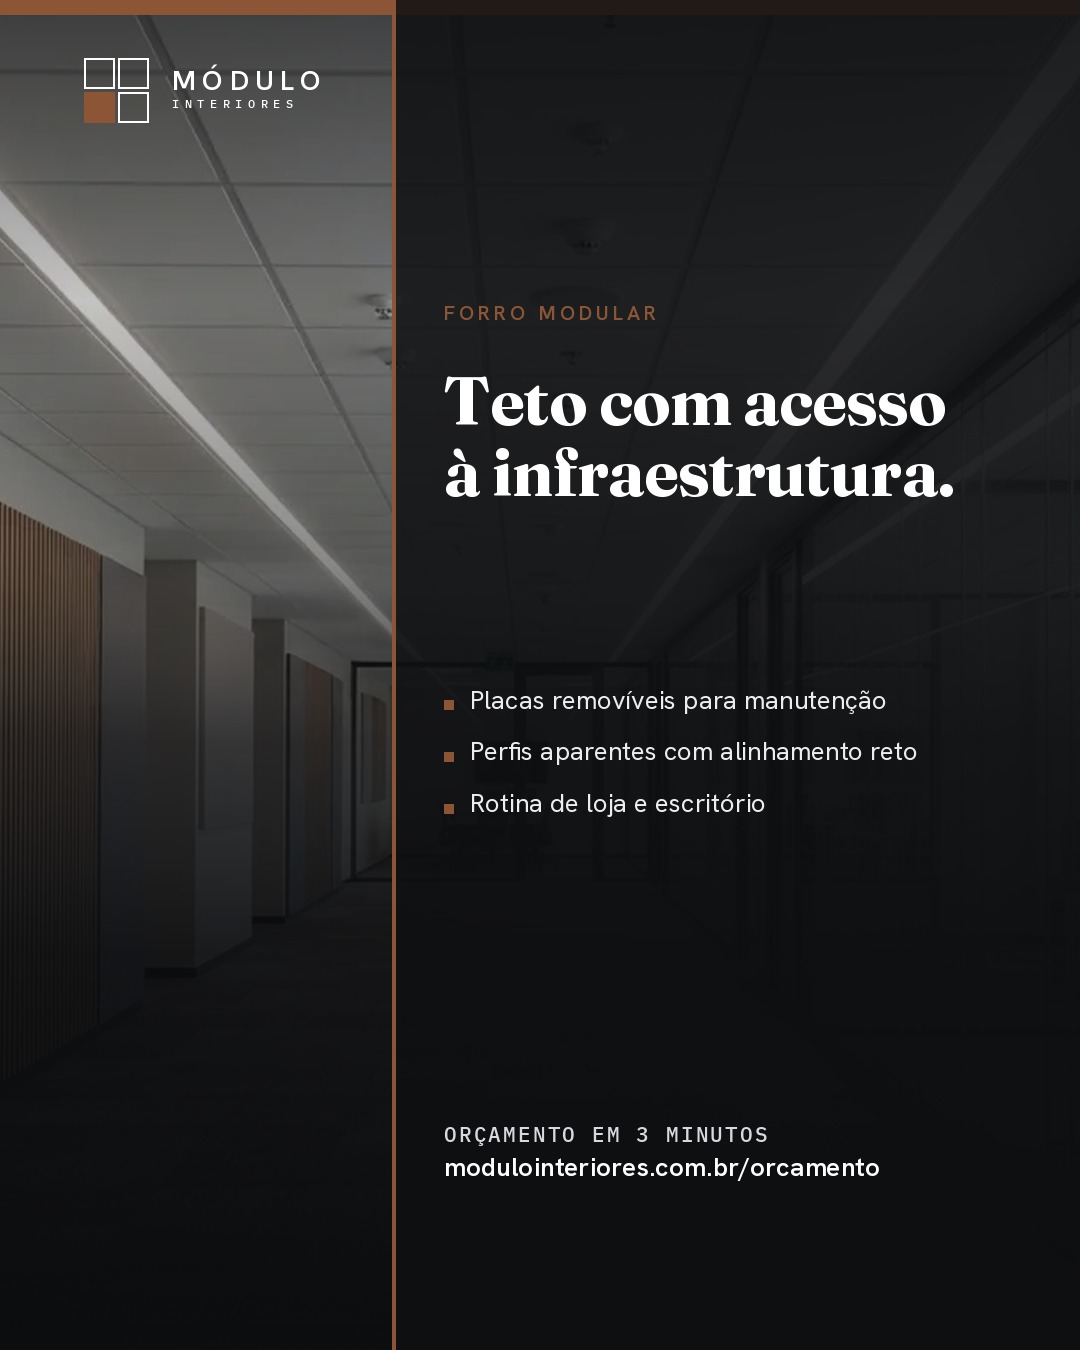 MÓDULO
INTERIORES
FORRO MODULAR
Teto com acesso
à infraestrutura.
Placas removíveis para manutenção
Perfis aparentes com alinhamento reto
Rotina de loja e escritório
ORÇAMENTO EM 3 MINUTOS
modulointeriores.com.br/orcamento